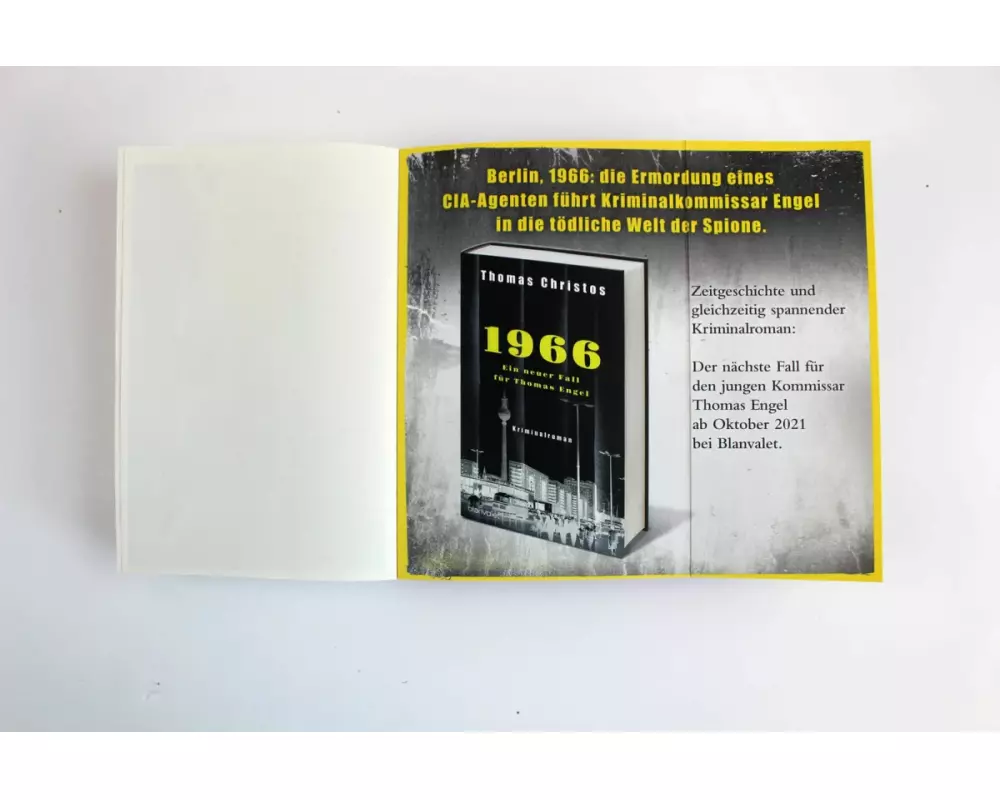 Berlin, 1966: die Ermordung eines
CIA-Agenten führt Kriminalkommissar Engel
in die tödliche Welt der Spione.
Thomas Christos
1966
Ein neuer Fall
für Thomas Engel
Kriminalroman
blanvalet
Zeitgeschichte und
gleichzeitig spannender
Kriminalroman:
Der nächste Fall für
den jungen Kommissar
Thomas Engel
ab Oktober 2021
bei Blanvalet.